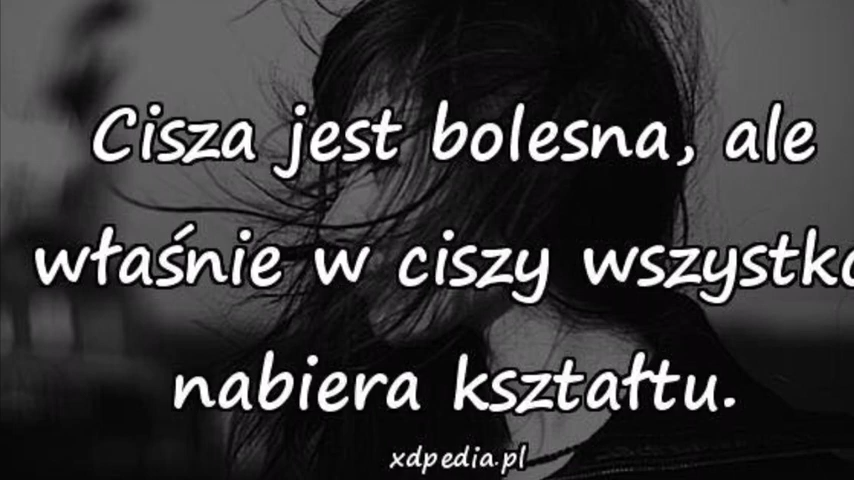 Cisza jest bolesna, ale
właśnie w ciszy wszystko
nabiera kształtu.
xdpedia.pl